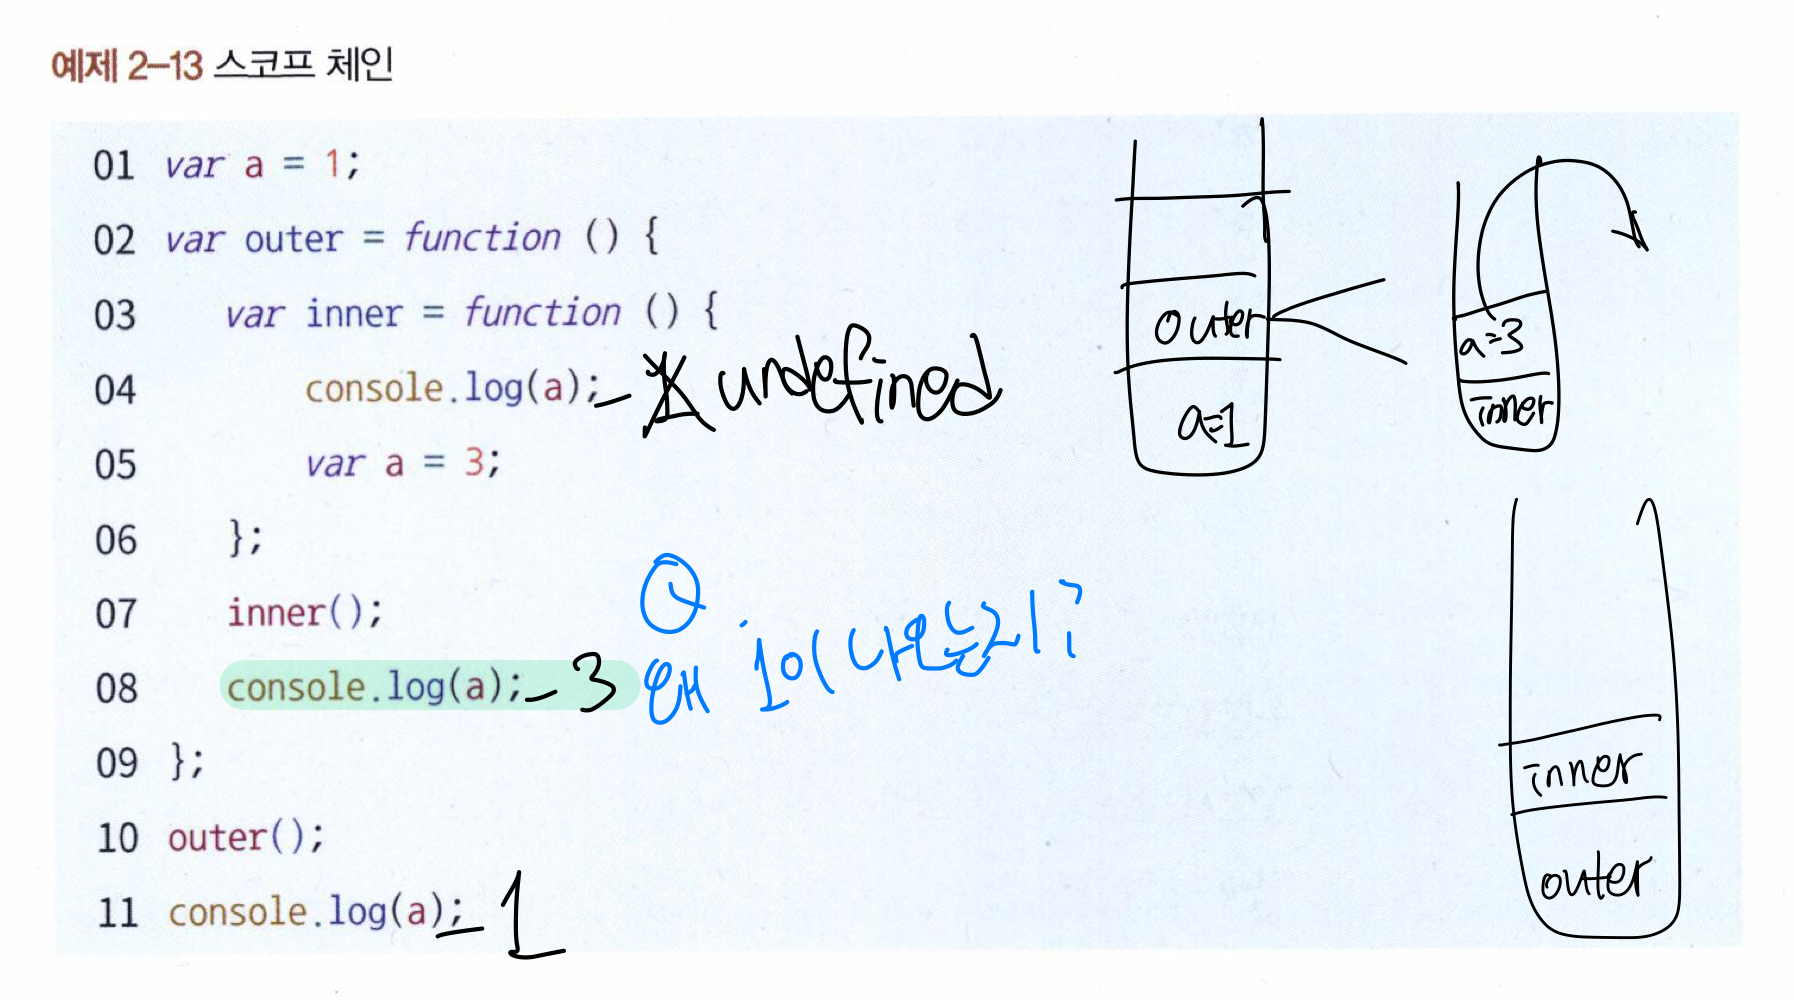 예제 2-13 스코프 체인
01 var a = 1;
02 var outer = function () {
03 var inner = function () {
04 console.log(a); - 1 undefined
05 var a = 3;
06 };
07 inner();
08 console.log(a); - 3
Q
왜 1이 나오는지?
09 };
10 outer();
11 console.log(a); - 1
outer
a=1
a=3
inner
inner
outer